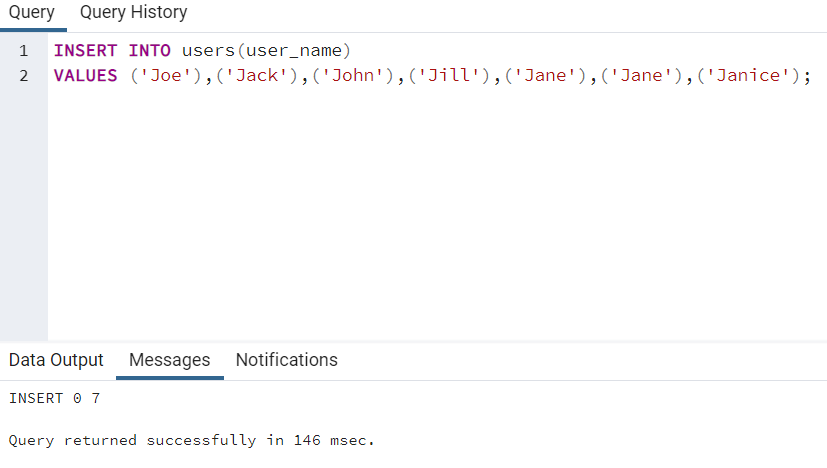 Query Query History
1 INSERT INTO users(user_name)
2 VALUES ('Joe'),('Jack'),('John'),('Jill'),('Jane'),('Jane'),('Janice');
Data Output Messages Notifications
INSERT 0 7
Query returned successfully in 146 msec.